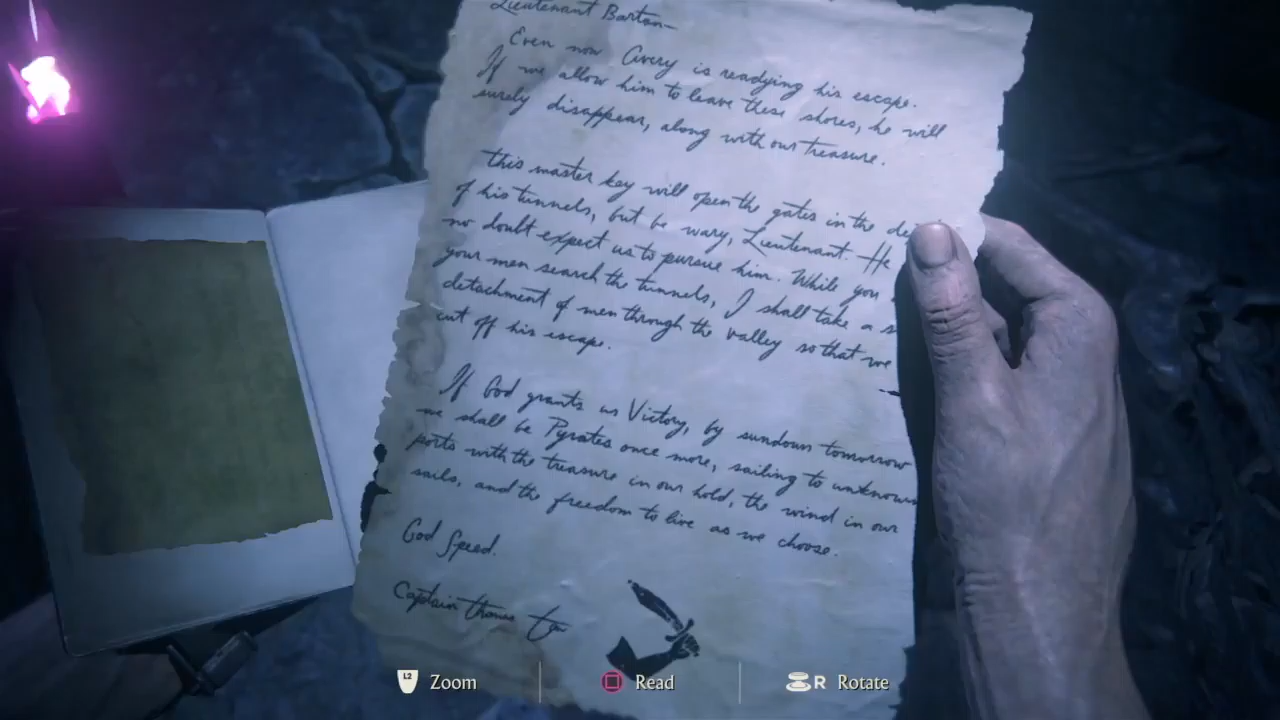 Lieutenant Barton—
Even now Avery is readying his escape.
If we allow him to leave these shores, he will
surely disappear, along with our treasure.
this master key will open the gates in the de
of his tunnels, but be wary, Lieutenant. He
no doubt expect us to pursue him. While you
your men search the tunnels, I shall take a s
detachment of men through the valley so that we
cut off his escape.
If God grants us Victory, by sundown tomorrow
we shall be Pyrates once more, sailing to unknown
ports with the treasure in our hold, the wind in our
sails, and the freedom to live as we choose.
God Speed.
Captain Thomas Tew
L2 Zoom
Read
R Rotate